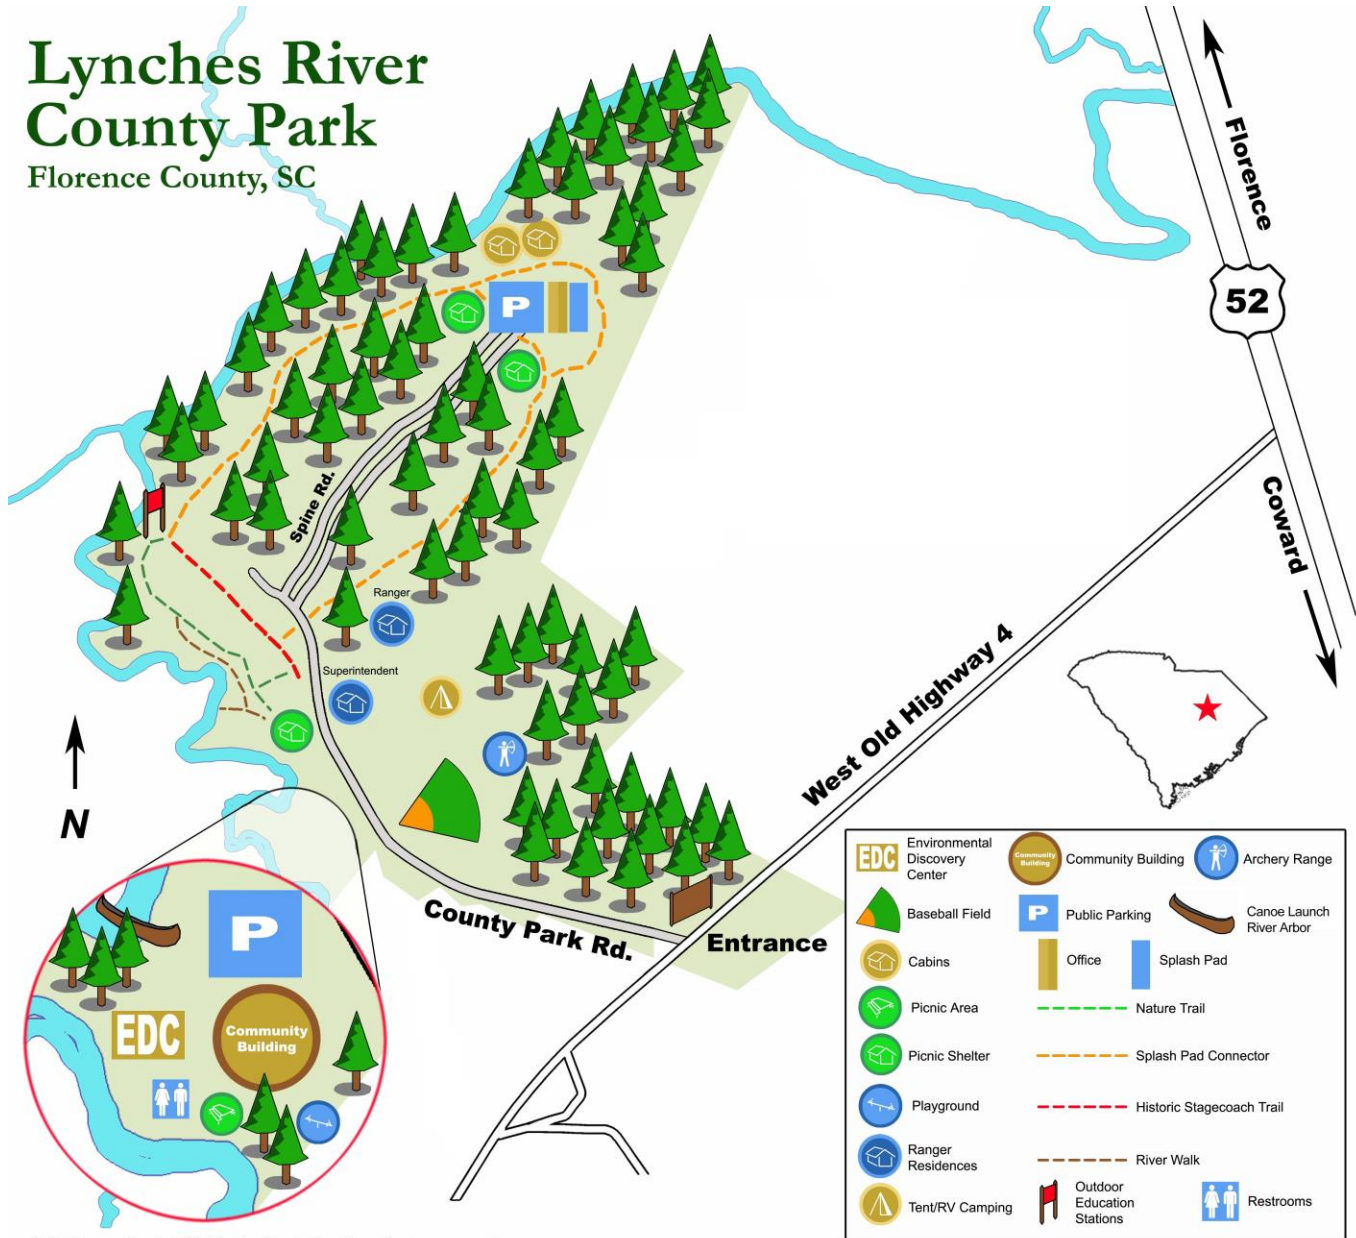 Lynches River
County Park
Florence County, SC
Florence
52
Coward
Spine Rd.
Ranger
Superintendent
West Old Highway 4
N
P
P
County Park Rd.
Entrance
EDC
Community
Building
EDC
Environmental
Discovery
Center
Community
Building
Community Building
Archery Range
Baseball Field
P
Public Parking
Canoe Launch
River Arbor
Cabins
Office
Splash Pad
Picnic Area
Nature Trail
Picnic Shelter
Splash Pad Connector
Playground
Historic Stagecoach Trail
Ranger
Residences
River Walk
Tent/RV Camping
Outdoor
Education
Stations
Restrooms